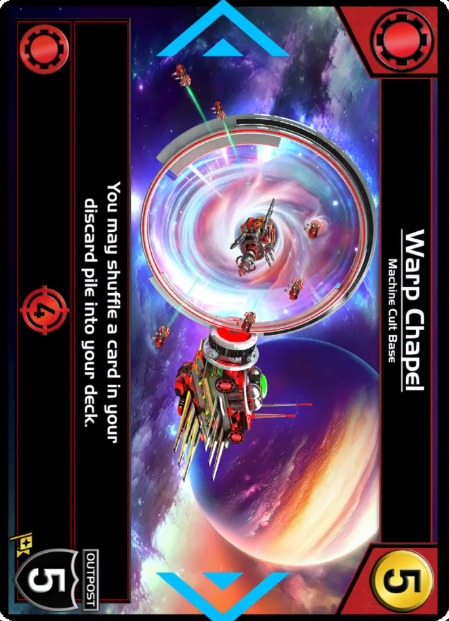 Warp Chapel
Machine Cult Base
5
You may shuffle a card in your
discard pile into your deck.
4
OUTPOST
5